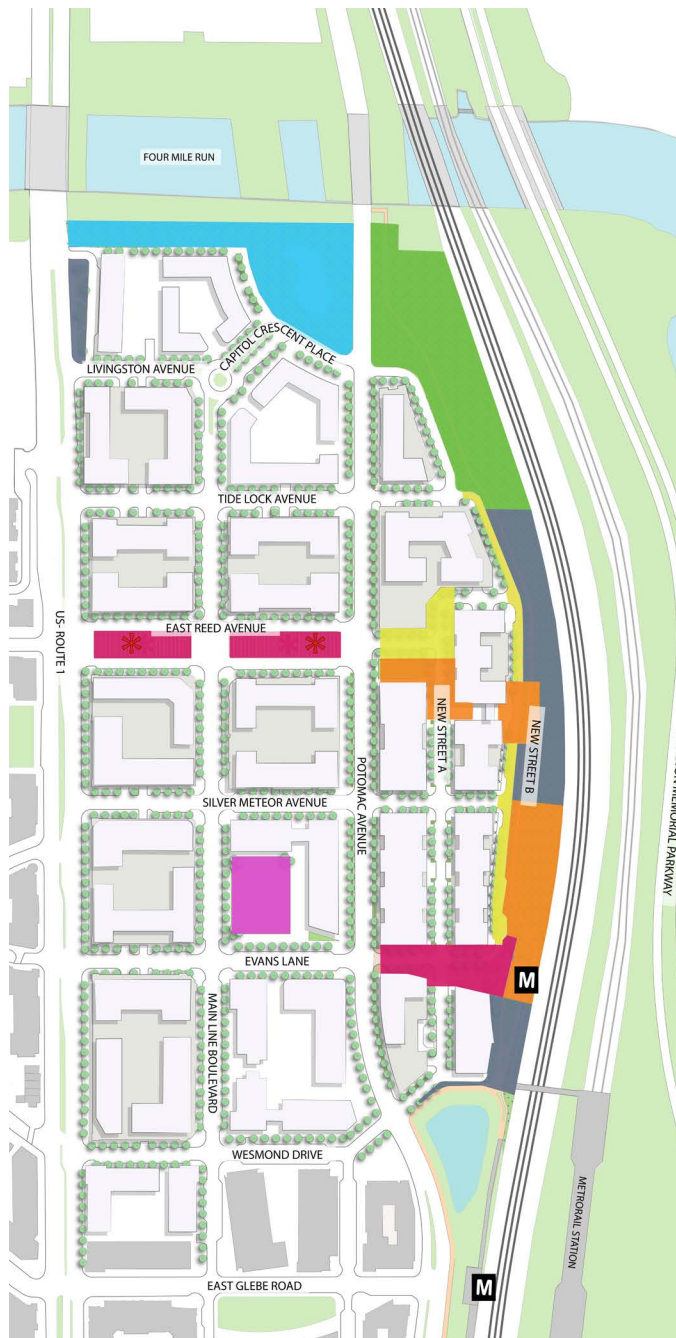 FOUR MILE RUN
CAPITOL CRESCENT PLACE
LIVINGSTON AVENUE
TIDE LOCK AVENUE
EAST REED AVENUE
US- ROUTE 1
NEW STREET A
NEW STREET B
POTOMAC AVENUE
MEMORIAL PARKWAY
SILVER METEOR AVENUE
EVANS LANE
M
MAIN LINE BOULEVARD
WESMOND DRIVE
METRORAIL STATION
EAST GLEBE ROAD
M